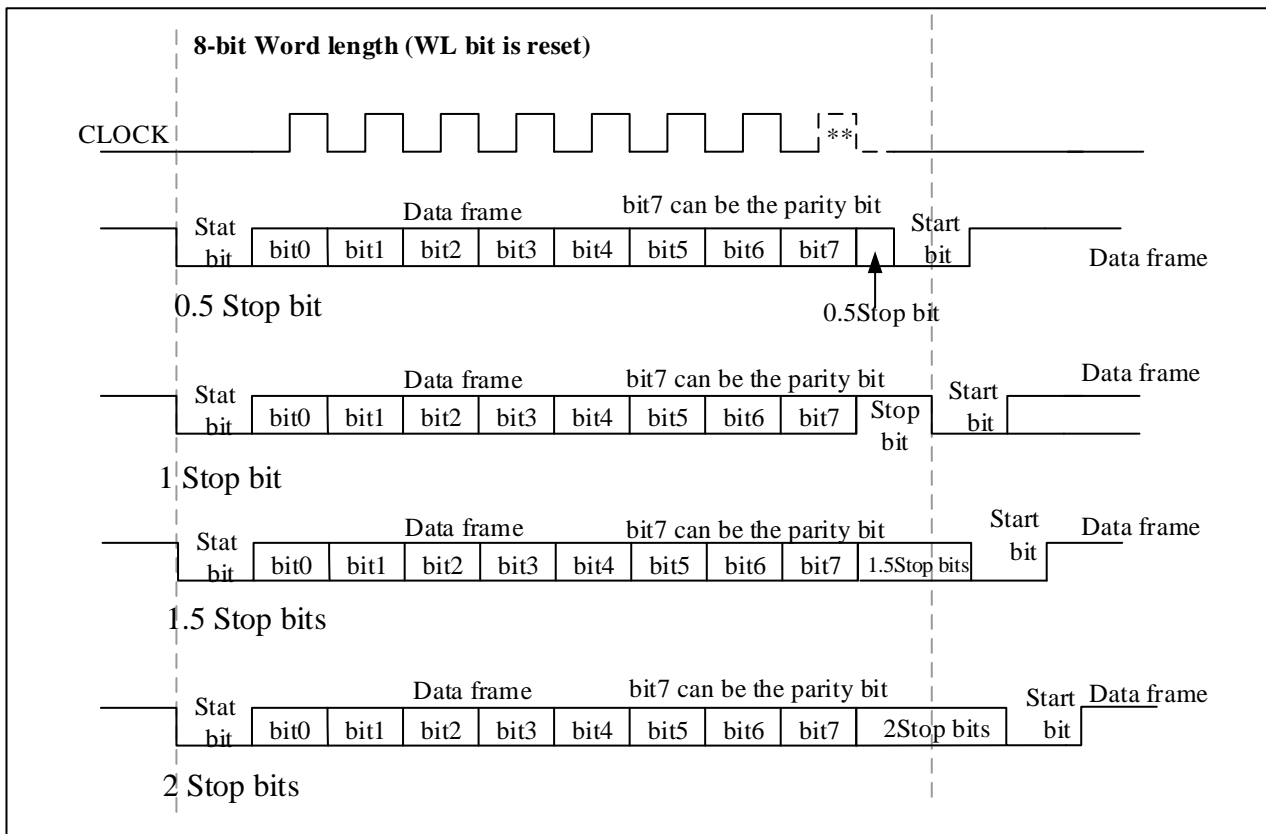 8-bit Word length (WL bit is reset)
CLOCK
**
Stat
bit
Data frame
bit7 can be the parity bit
Start
bit
bit0 bit1 bit2 bit3 bit4 bit5 bit6 bit7
Data frame
0.5 Stop bit
0.5Stop bit
Stat
bit
Data frame
bit7 can be the parity bit
Data frame
bit0 bit1 bit2 bit3 bit4 bit5 bit6 bit7
Stop
bit
Start
bit
1 Stop bit
Stat
bit
Data frame
bit7 can be the parity bit
Start
bit
Data frame
bit0 bit1 bit2 bit3 bit4 bit5 bit6 bit7 1.5Stop bits
1.5 Stop bits
Stat
bit
Data frame
bit7 can be the parity bit
Start
bit
Data frame
bit0 bit1 bit2 bit3 bit4 bit5 bit6 bit7 2Stop bits
2 Stop bits